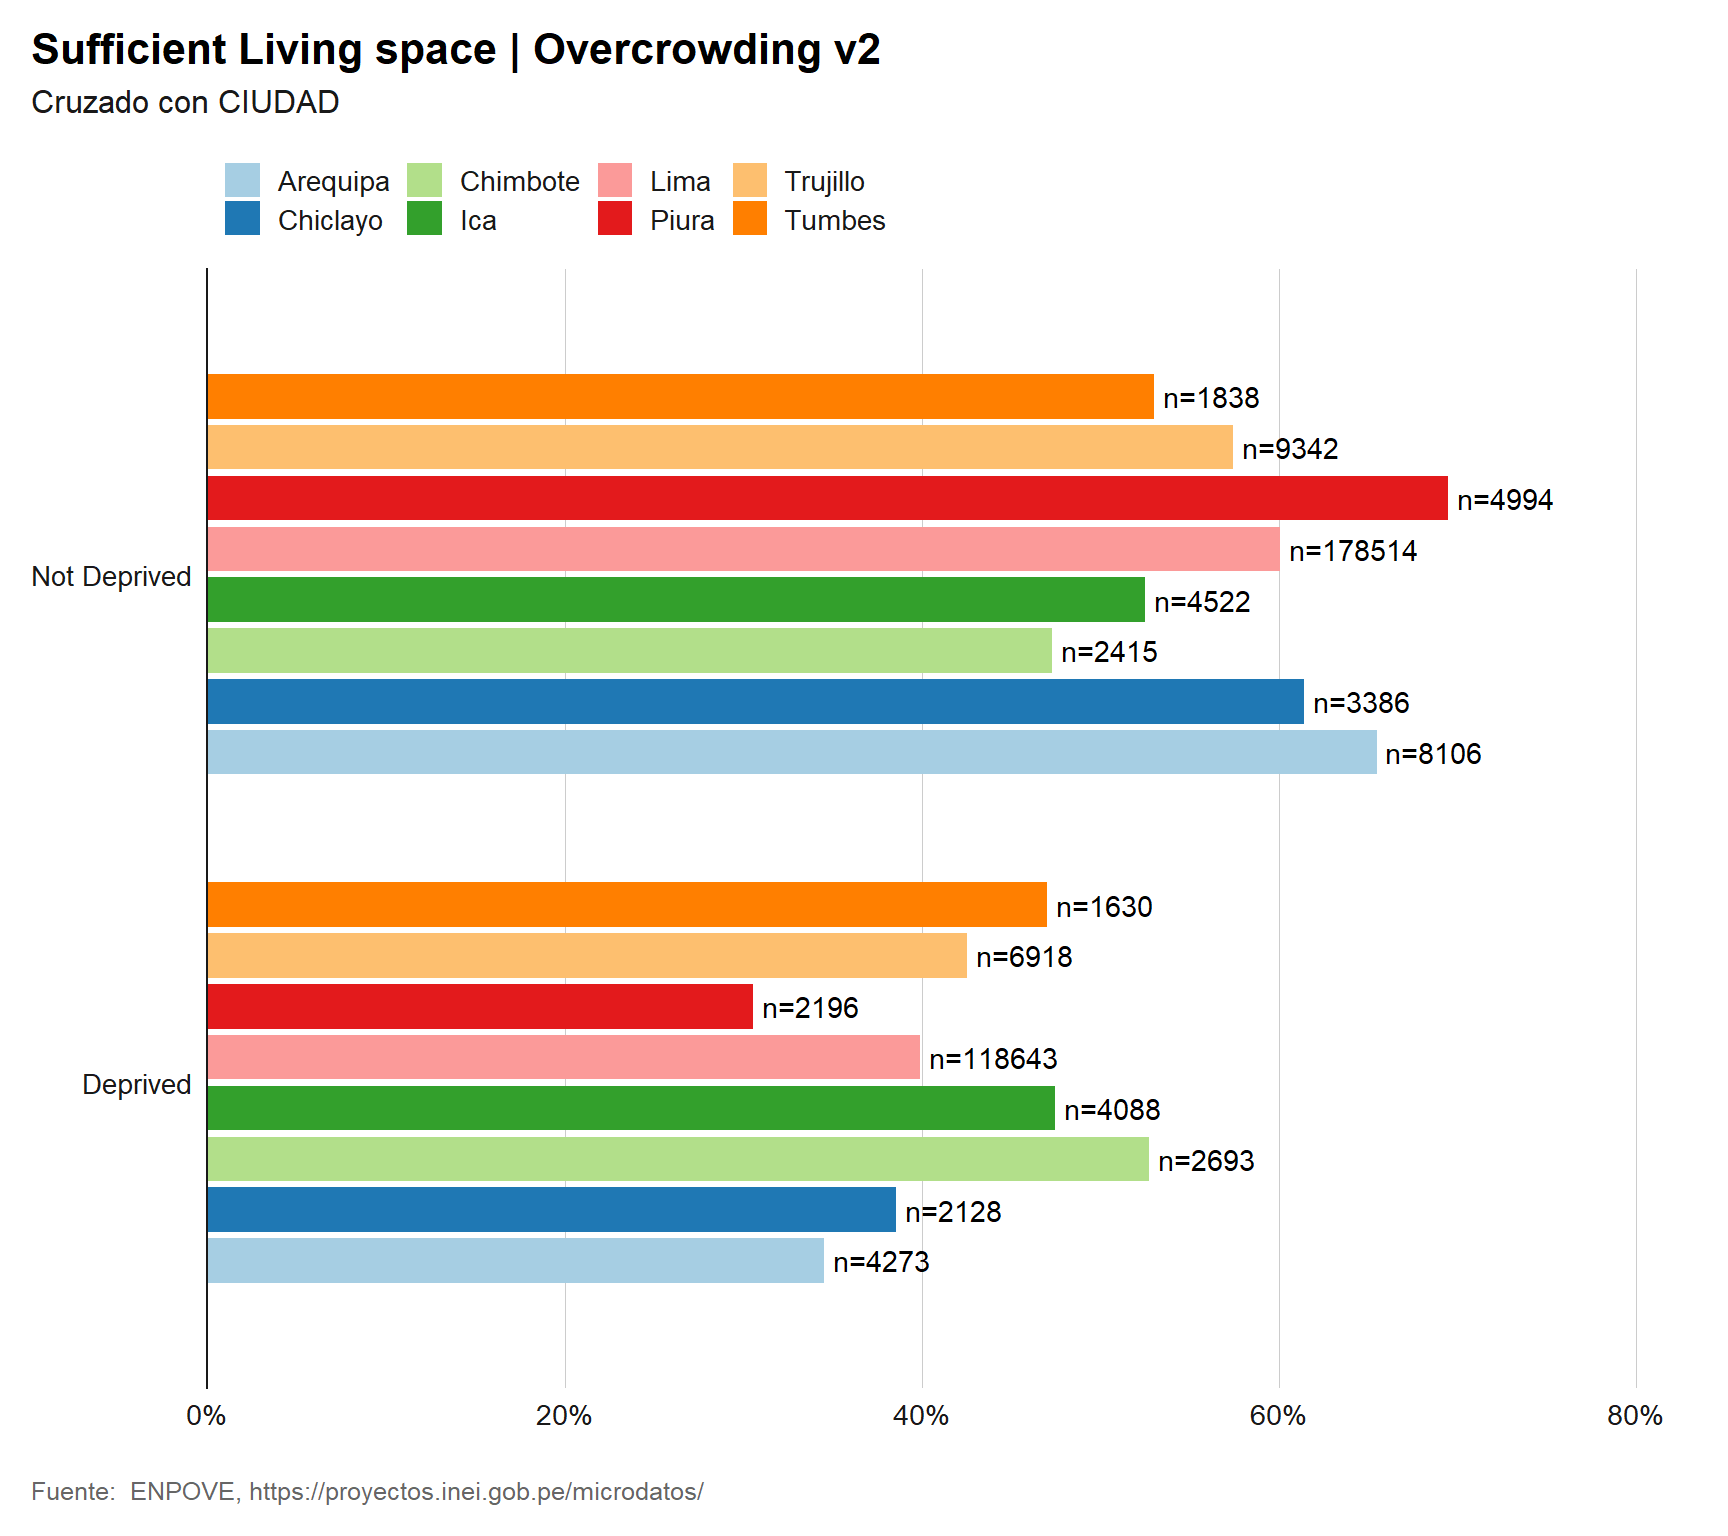 Sufficient Living space | Overcrowding v2
Cruzado con CIUDAD
Arequipa Chimbote Lima Trujillo
Chiclayo Ica Piura Tumbes
n=1838
n=9342
n=4994
n=178514
Not Deprived
n=4522
n=2415
n=3386
n=8106
n=1630
n=6918
n=2196
n=118643
Deprived
n=4088
n=2693
n=2128
n=4273
0% 20% 40% 60% 80%
Fuente:  ENPOVE, https://proyectos.inei.gob.pe/microdatos/